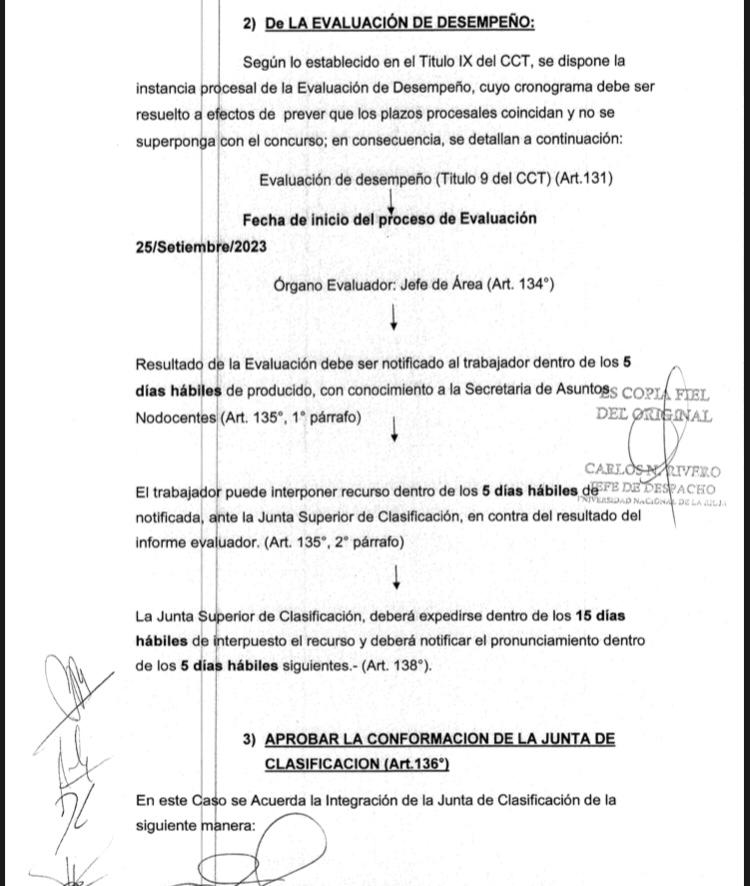 2) De LA EVALUACIÓN DE DESEMPEÑO:
Según lo establecido en el Titulo IX del CCT, se dispone la
instancia procesal de la Evaluación de Desempeño, cuyo cronograma debe ser
resuelto a efectos de prever que los plazos procesales coincidan y no se
superponga con el concurso; en consecuencia, se detallan a continuación:
Evaluación de desempeño (Titulo 9 del CCT) (Art.131)
Fecha de inicio del proceso de Evaluación
25/Setiembre/2023
Órgano Evaluador: Jefe de Área (Art. 134°)
Resultado de la Evaluación debe ser notificado al trabajador dentro de los 5
días hábiles de producido, con conocimiento a la Secretaria de Asuntos
Nodocentes (Art. 135°, 1° párrafo)
ES COPIA FIEL
DEL ORIGINAL
CARLOS N. RIVERO
JEFE DE DESPACHO
UNIVERSIDAD NACIONAL DE LA RIOJA
El trabajador puede interponer recurso dentro de los 5 días hábiles de
notificada, ante la Junta Superior de Clasificación, en contra del resultado del
informe evaluador. (Art. 135°, 2° párrafo)
La Junta Superior de Clasificación, deberá expedirse dentro de los 15 días
hábiles de interpuesto el recurso y deberá notificar el pronunciamiento dentro
de los 5 días hábiles siguientes.- (Art. 138°).
3) APROBAR LA CONFORMACION DE LA JUNTA DE
CLASIFICACION (Art.136°)
En este Caso se Acuerda la Integración de la Junta de Clasificación de la
siguiente manera: